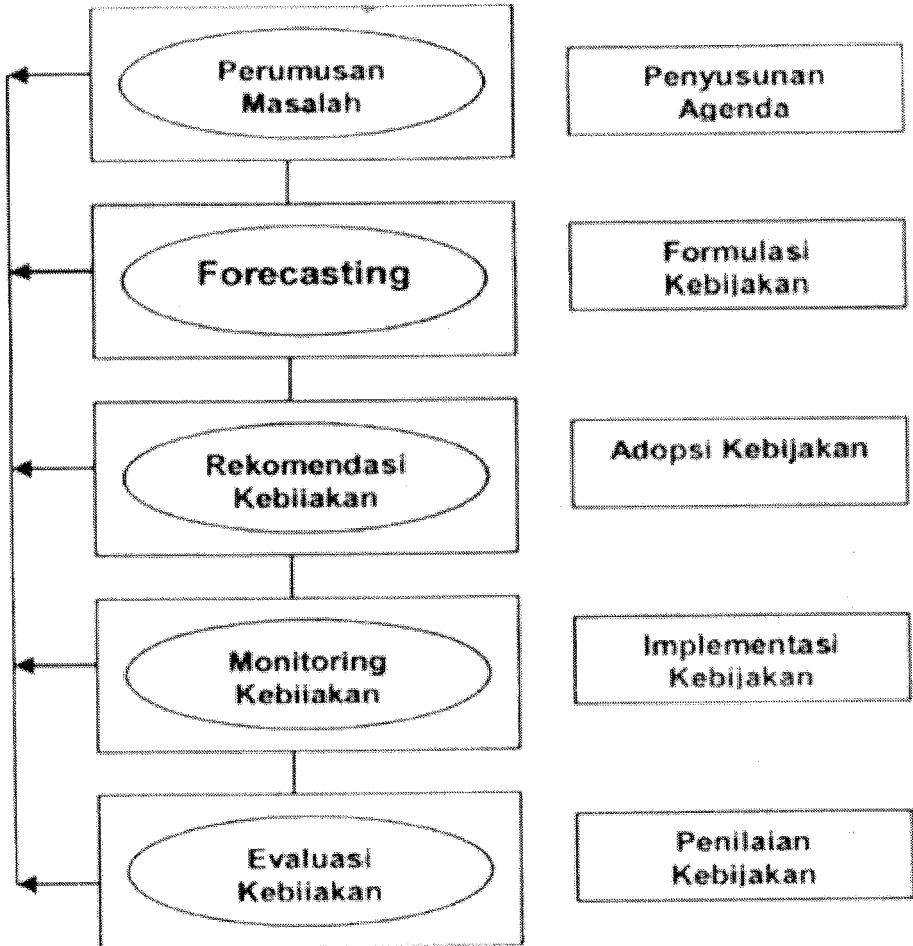 Perumusan
Masalah
Penyusunan
Agenda
Forecasting
Formulasi
Kebijakan
Rekomendasi
Kebiiakan
Adopsi Kebijakan
Monitoring
Kebiiakan
Implementasi
Kebijakan
Evaluasi
Kebiiakan
Penilaian
Kebijakan